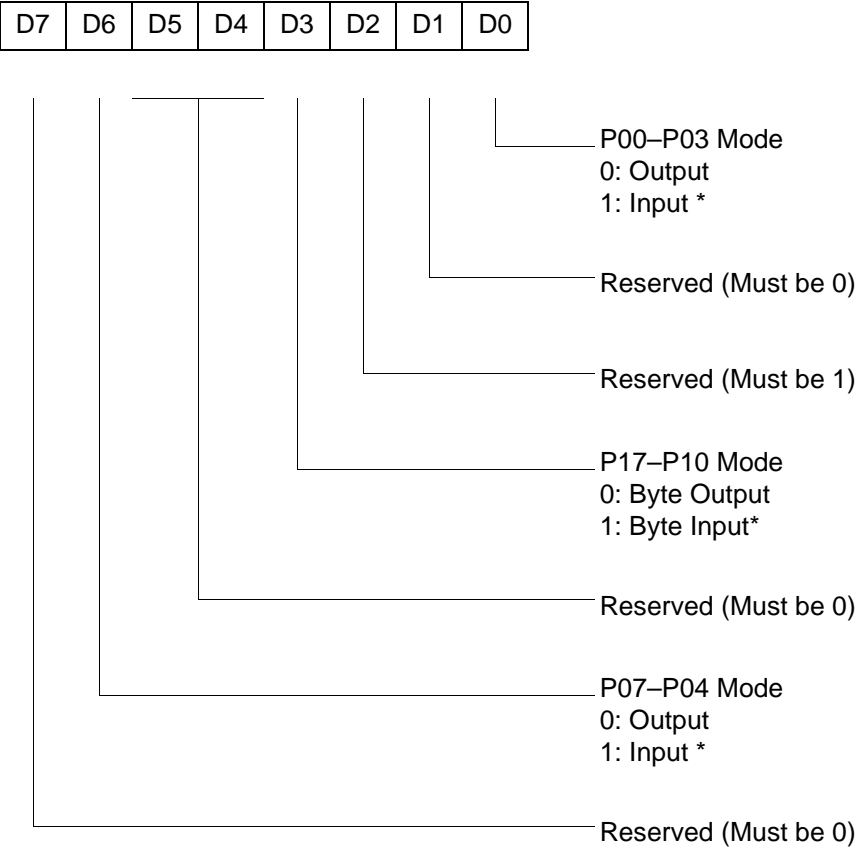 D7 D6 D5 D4 D3 D2 D1 D0
P00–P03 Mode
0: Output
1: Input *
Reserved (Must be 0)
Reserved (Must be 1)
P17–P10 Mode
0: Byte Output
1: Byte Input*
Reserved (Must be 0)
P07–P04 Mode
0: Output
1: Input *
Reserved (Must be 0)